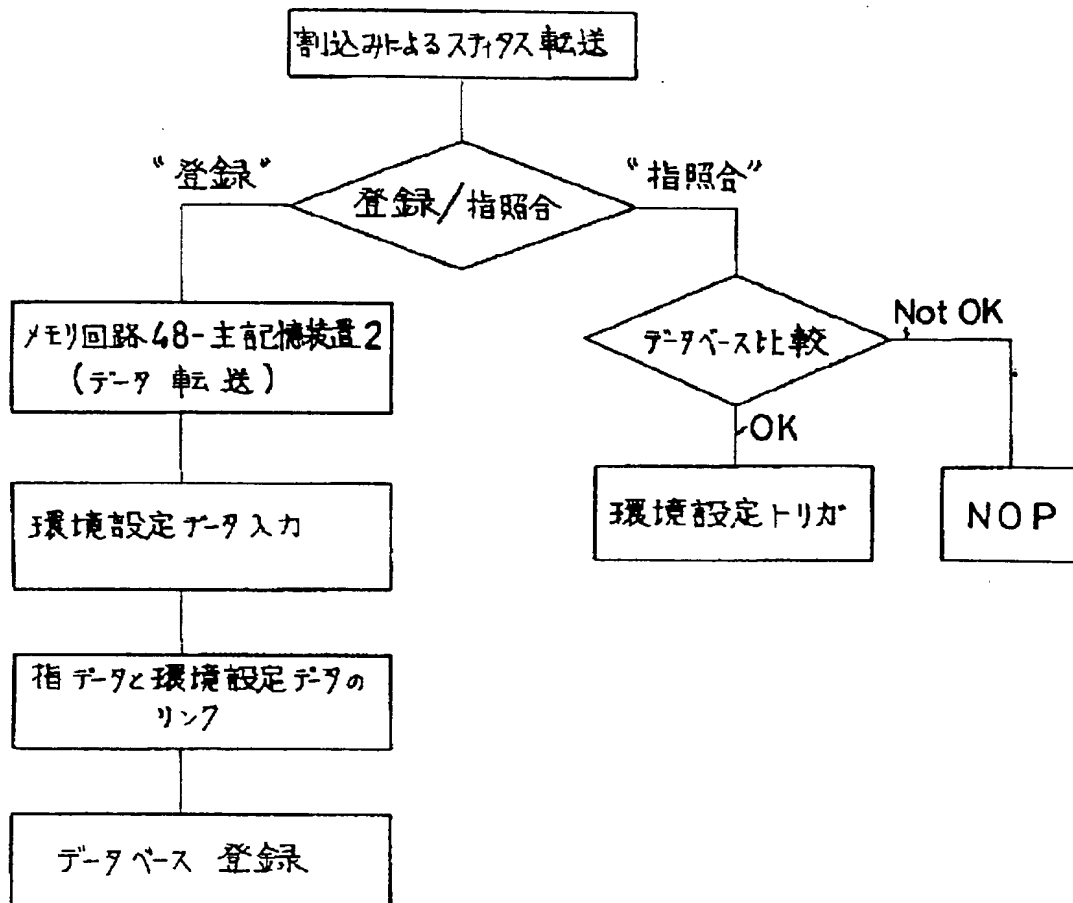 割込みによるスティタス転送
"登録"
"指照合"
登録/指照合
メモリ回路48-主記憶装置2
(データ 転送)
データベース比較
Not OK
OK
環境設定データ入力
環境設定トリガ
NOP
指データと環境設定データの
リンク
データベース 登録